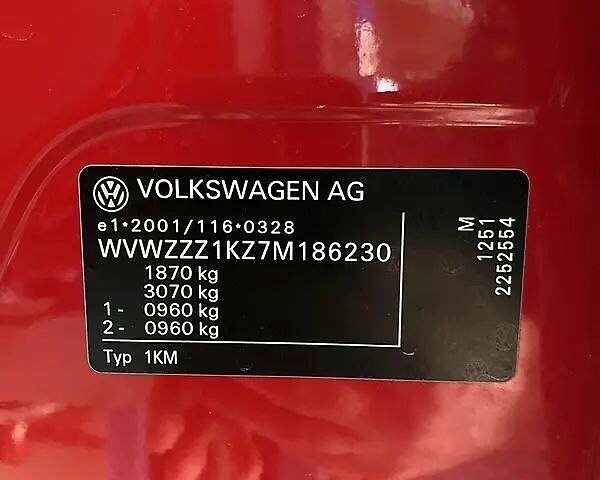 VOLKSWAGEN AG
e1*2001/116*0328
WVWZZZ1KZ7M186230
1870 kg
3070 kg
1- 0960 kg
2- 0960 kg
Typ 1KM
M
1251
2252554